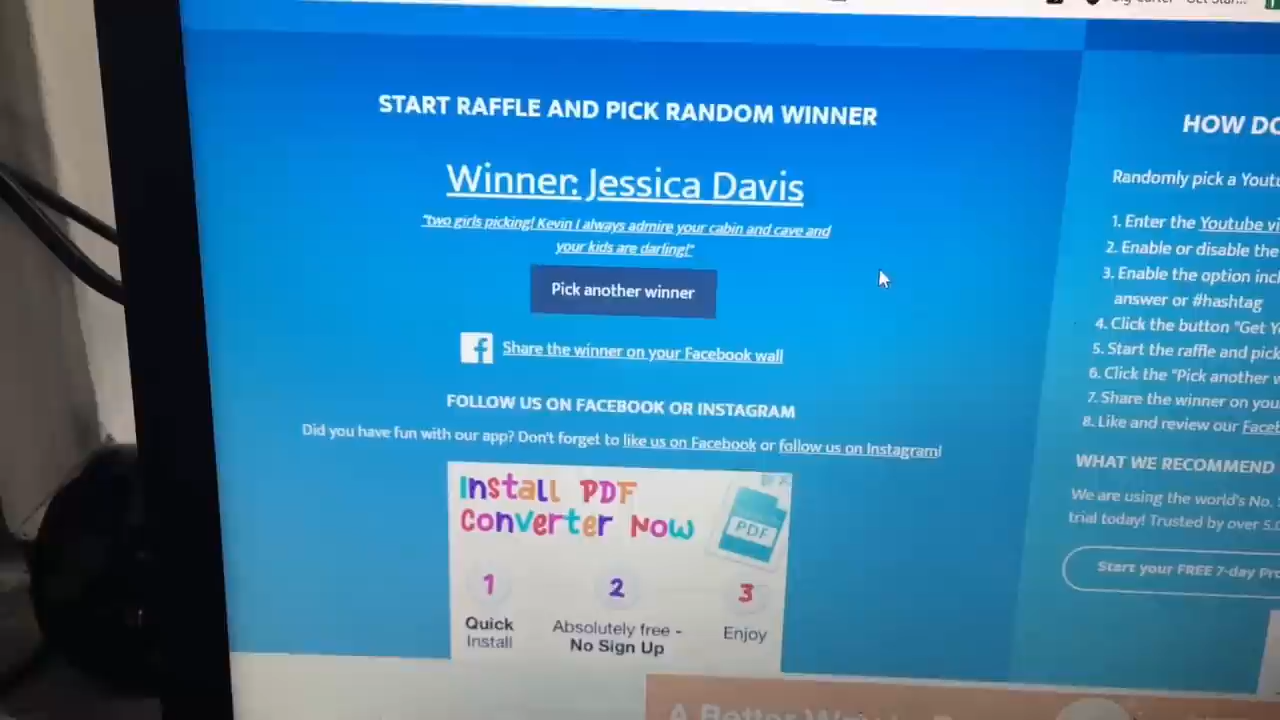 START RAFFLE AND PICK RANDOM WINNER
Winner: Jessica Davis
"two girls picking! Kevin I always admire your cabin and cave and
your kids are darling!"
Pick another winner
Share the winner on your Facebook wall
FOLLOW US ON FACEBOOK OR INSTAGRAM
Did you have fun with our app? Don't forget to like us on Facebook or follow us on Instagram!
Install PDF
Converter Now
PDF
1
2
3
Quick
Install
Absolutely free -
No Sign Up
Enjoy
HOW DO
Randomly pick a
1. Enter the Youtube
2. Enable or disable the
3. Enable the option
answer or #hashtag
4. Click the button "Get
5. Start the raffle and pick
6. Click the "Pick another
7. Share the winner on you
8. Like and review our
WHAT WE RECOMMEND
We are using the world's No.
trial today! Trusted by over
Start your FREE 7-day
A Better